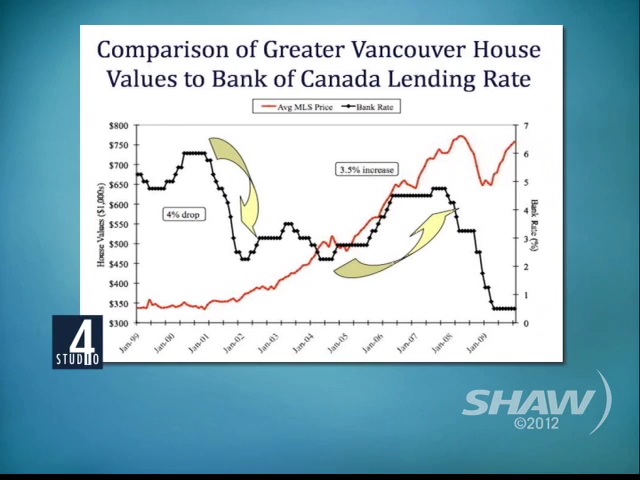 Comparison of Greater Vancouver House
Values to Bank of Canada Lending Rate
Avg MLS Price Bank Rate
$800
$750
$700
$650
$600
$550
$500
$450
$400
$350
$300
House Values ($1,000s)
7
6
5
4
3
2
1
0
Bank Rate (%)
4% drop
3.5% increase
Jan-99
Jan-00
Jan-01
Jan-02
Jan-03
Jan-04
Jan-05
Jan-06
Jan-07
Jan-08
Jan-09
4
STUDIO
SHAW)
©2012